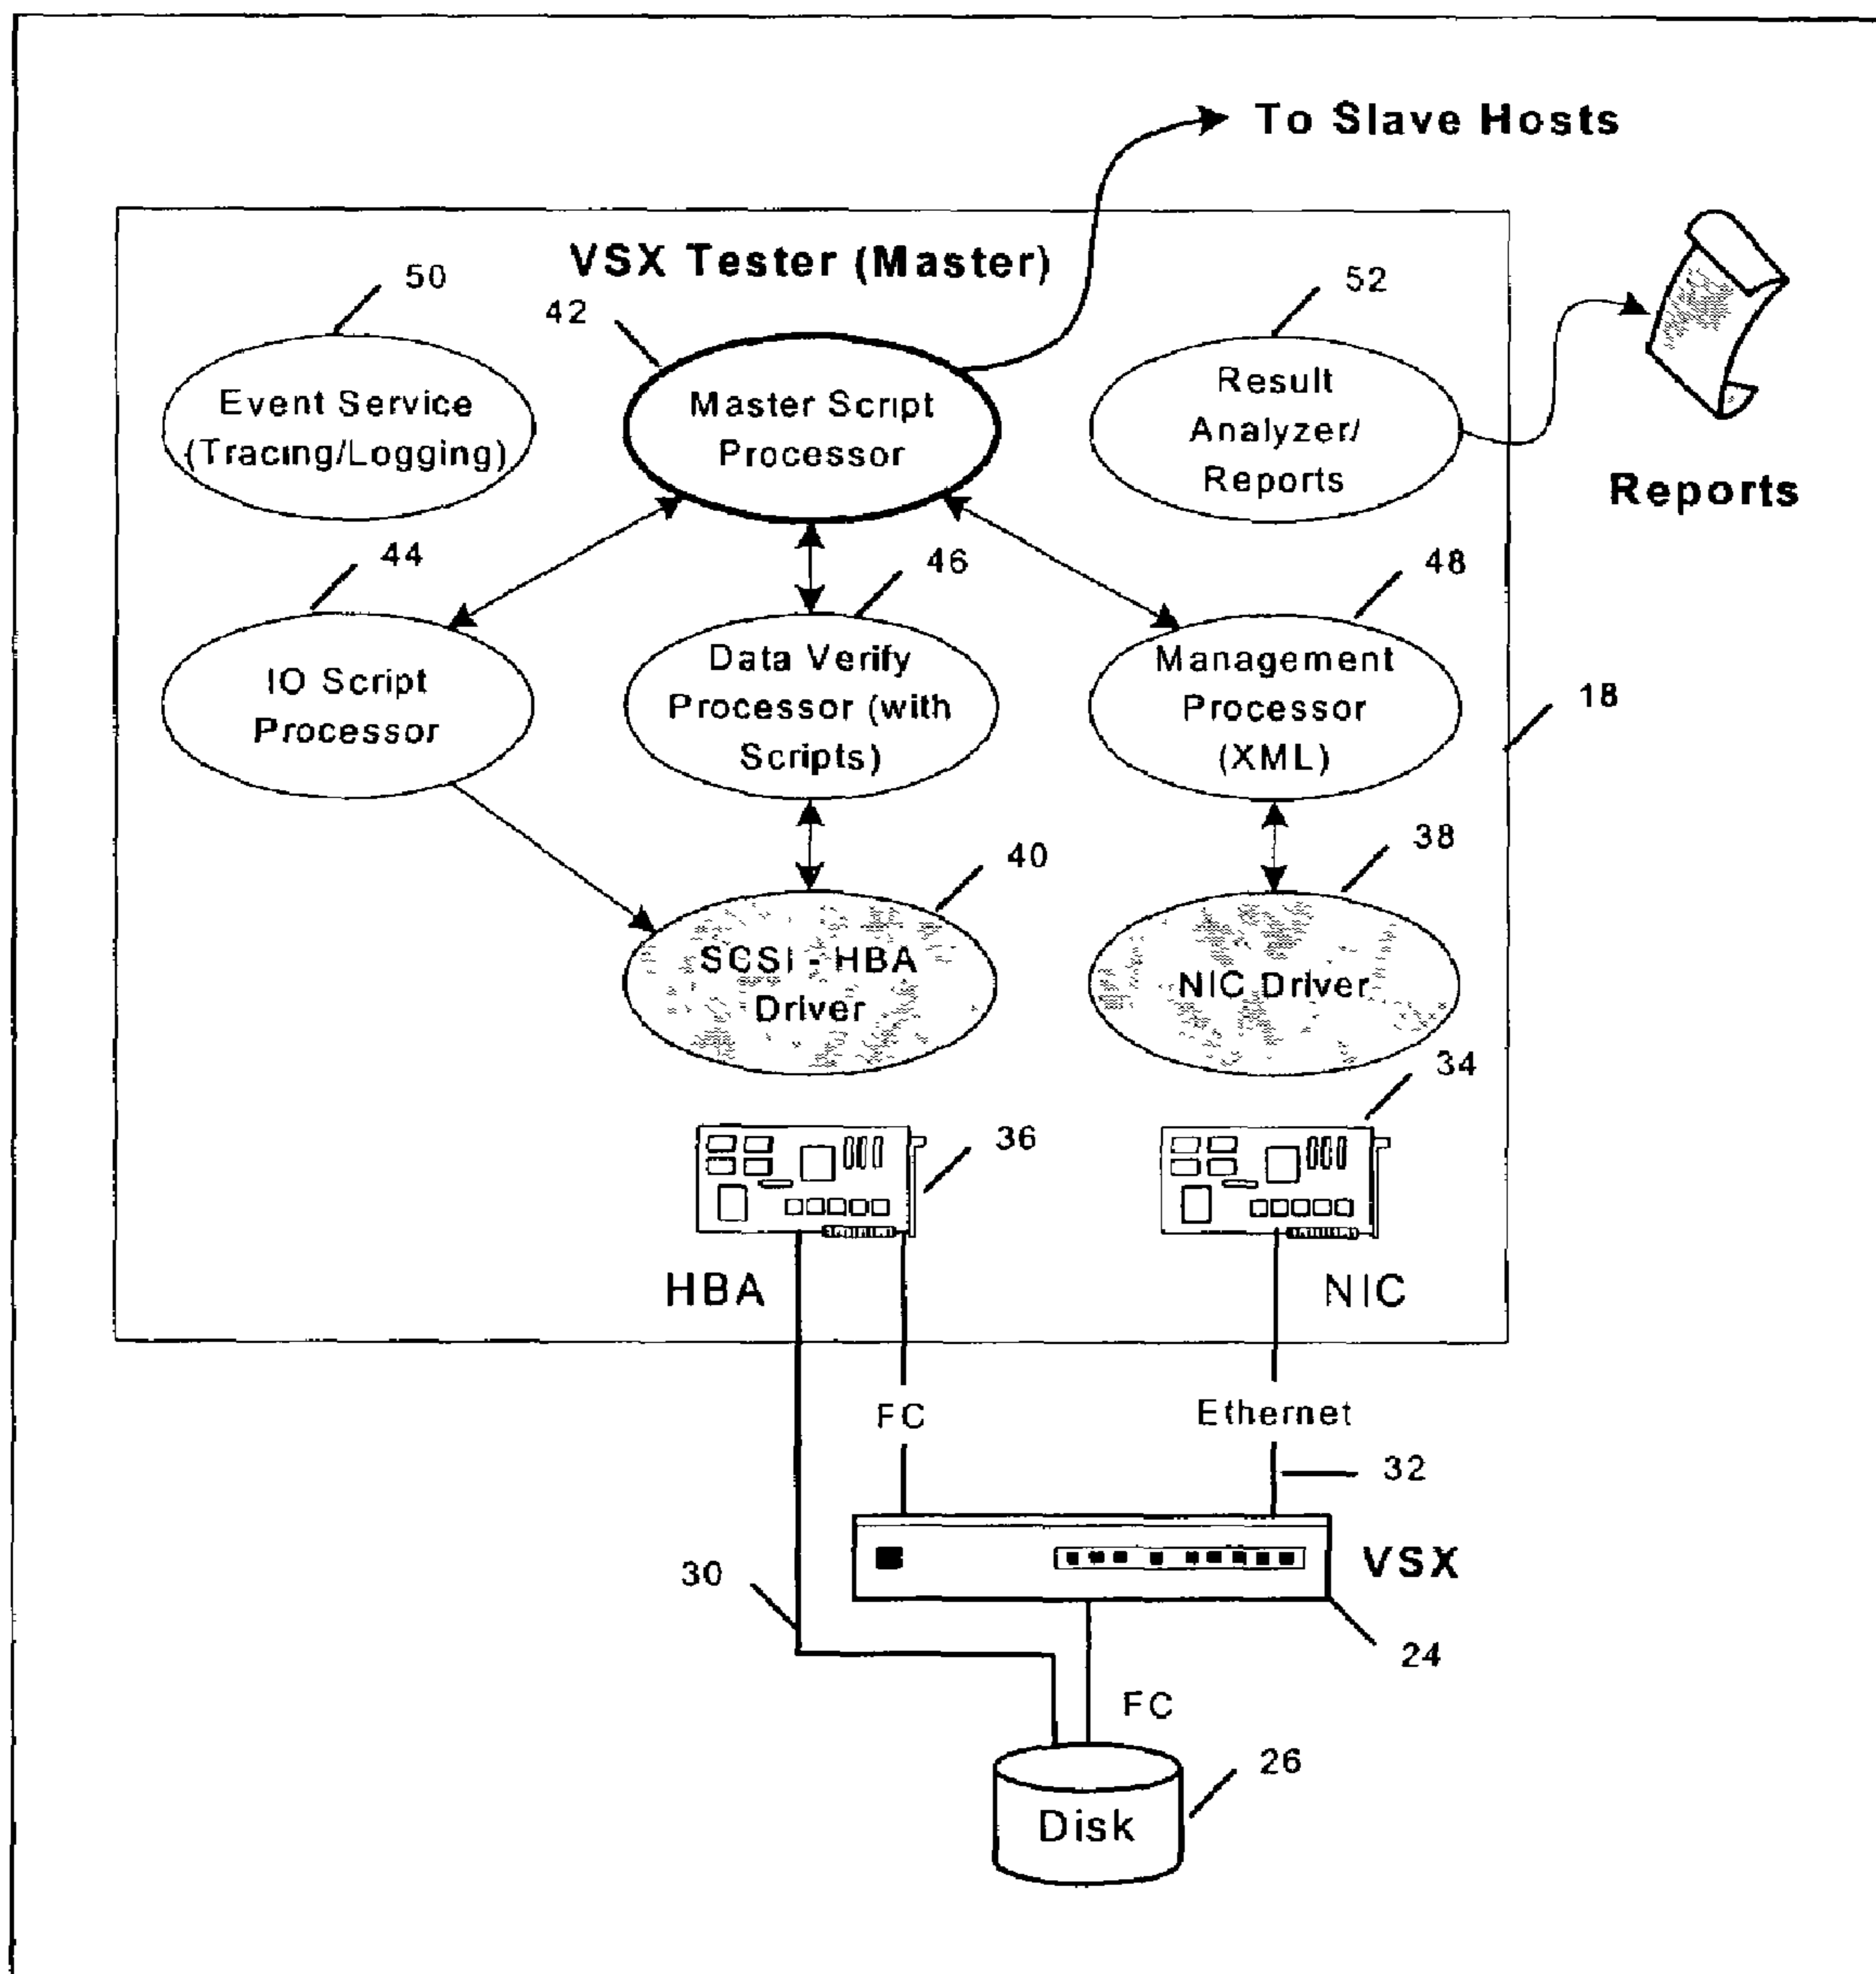 To Slave Hosts
VSX Tester (Master)
50
42
52
Event Service
(Tracing/Logging)
Master Script
Processor
Result
Analyzer/
Reports
Reports
44
46
48
IO Script
Processor
Data Verify
Processor (with
Scripts)
Management
Processor
(XML)
18
40
38
SCSI - HBA
Driver
NIC Driver
34
36
HBA
NIC
FC
Ethernet
32
VSX
30
24
FC
26
Disk